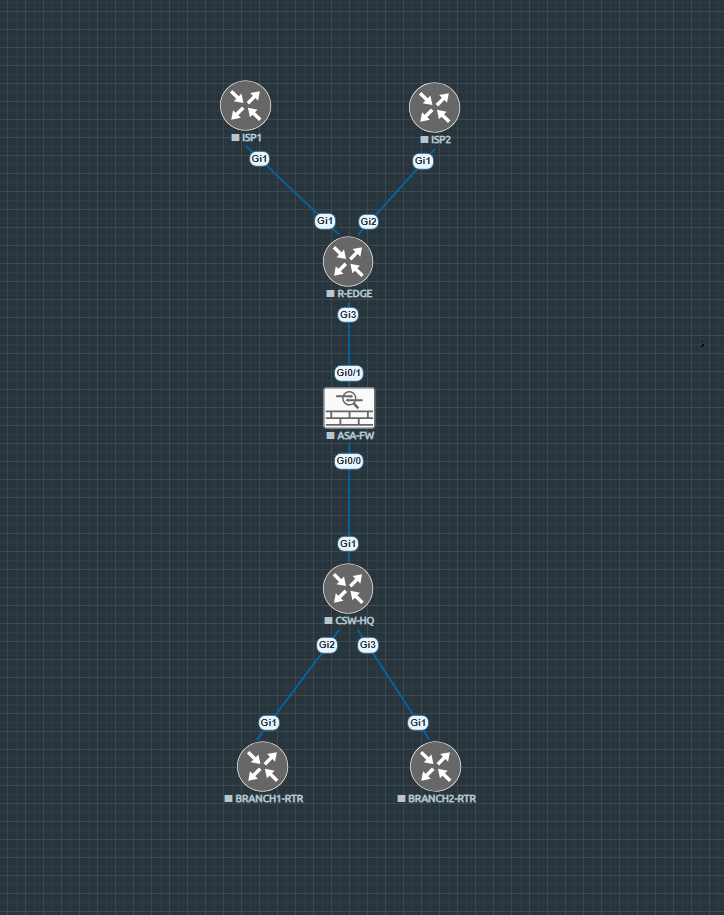 ISP1
ISP2
Gi1
Gi1
Gi1
Gi2
R-EDGE
Gi3
Gi0/1
ASA-FW
Gi0/0
Gi1
CSW-HQ
Gi2
Gi3
Gi1
Gi1
BRANCH1-RTR
BRANCH2-RTR